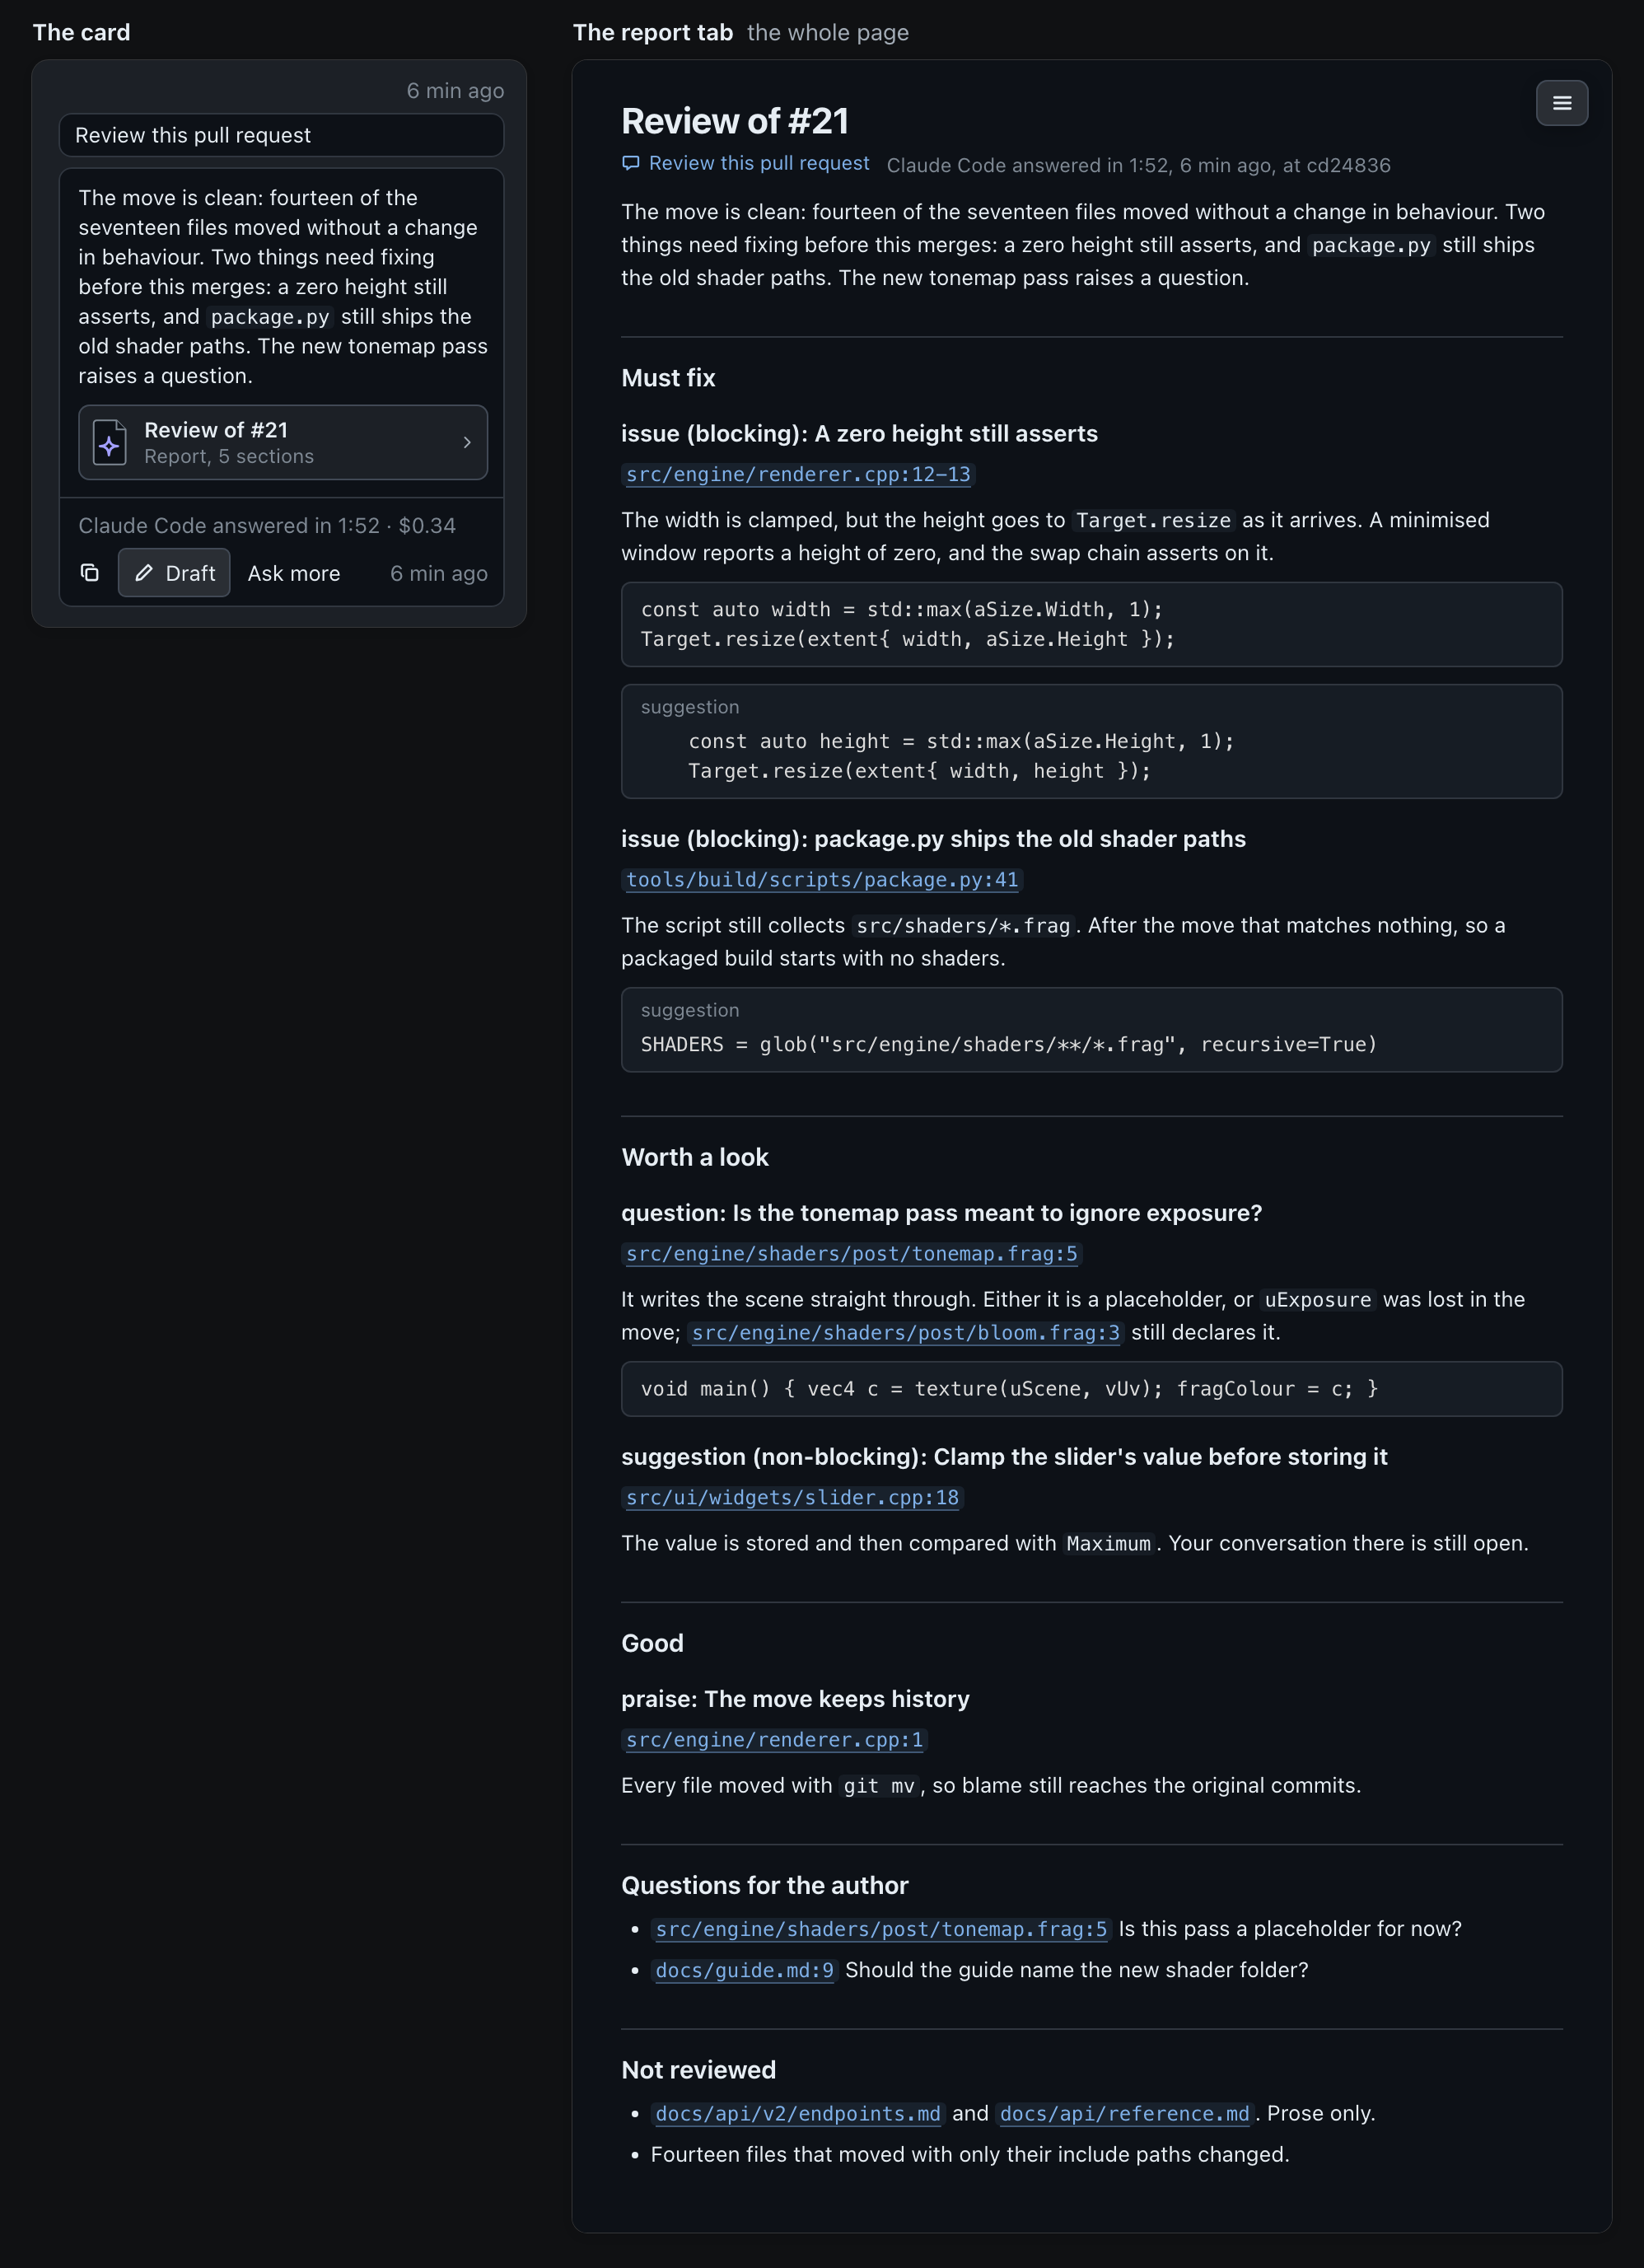 The card
6 min ago
Review this pull request
The move is clean: fourteen of the
seventeen files moved without a change
in behaviour. Two things need fixing
before this merges: a zero height still
asserts, and package.py still ships the
old shader paths. The new tonemap pass
raises a question.
Review of #21
Report, 5 sections
Claude Code answered in 1:52 · $0.34
Draft Ask more 6 min ago
The report tab the whole page
Review of #21
Review this pull request Claude Code answered in 1:52, 6 min ago, at cd24836
The move is clean: fourteen of the seventeen files moved without a change in behaviour. Two
things need fixing before this merges: a zero height still asserts, and package.py still ships
the old shader paths. The new tonemap pass raises a question.
Must fix
issue (blocking): A zero height still asserts
src/engine/renderer.cpp:12–13
The width is clamped, but the height goes to Target.resize as it arrives. A minimised
window reports a height of zero, and the swap chain asserts on it.
const auto width = std::max(aSize.Width, 1);
Target.resize(extent{ width, aSize.Height });
suggestion
    const auto height = std::max(aSize.Height, 1);
    Target.resize(extent{ width, height });
issue (blocking): package.py ships the old shader paths
tools/build/scripts/package.py:41
The script still collects src/shaders/*.frag. After the move that matches nothing, so a
packaged build starts with no shaders.
suggestion
SHADERS = glob("src/engine/shaders/**/*.frag", recursive=True)
Worth a look
question: Is the tonemap pass meant to ignore exposure?
src/engine/shaders/post/tonemap.frag:5
It writes the scene straight through. Either it is a placeholder, or uExposure was lost in the
move; src/engine/shaders/post/bloom.frag:3 still declares it.
void main() { vec4 c = texture(uScene, vUv); fragColour = c; }
suggestion (non-blocking): Clamp the slider's value before storing it
src/ui/widgets/slider.cpp:18
The value is stored and then compared with Maximum. Your conversation there is still open.
Good
praise: The move keeps history
src/engine/renderer.cpp:1
Every file moved with git mv, so blame still reaches the original commits.
Questions for the author
• src/engine/shaders/post/tonemap.frag:5 Is this pass a placeholder for now?
• docs/guide.md:9 Should the guide name the new shader folder?
Not reviewed
• docs/api/v2/endpoints.md and docs/api/reference.md. Prose only.
• Fourteen files that moved with only their include paths changed.